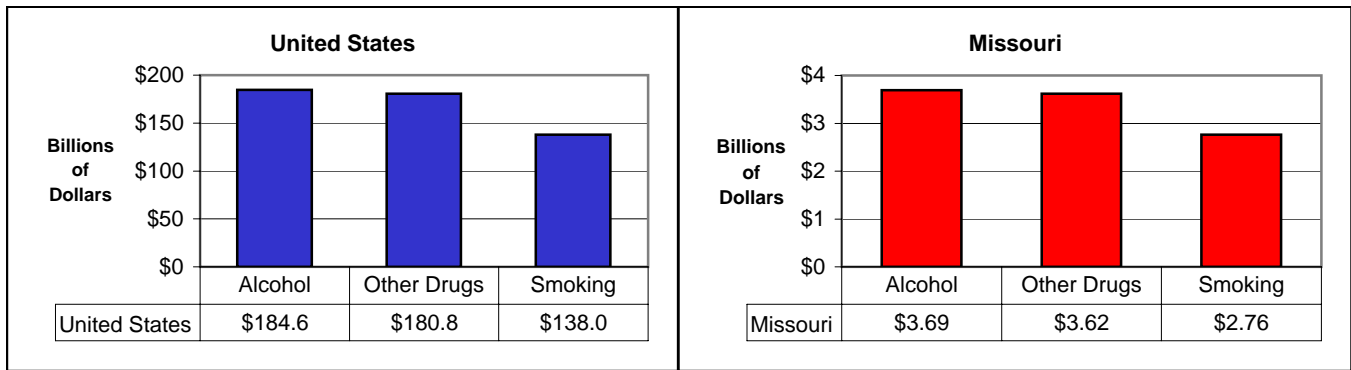 United States
Billions
of
Dollars
$200
$150
$100
$50
$0
Alcohol Other Drugs Smoking
United States $184.6 $180.8 $138.0
Missouri
Billions
of
Dollars
$4
$3
$2
$1
$0
Alcohol Other Drugs Smoking
Missouri $3.69 $3.62 $2.76